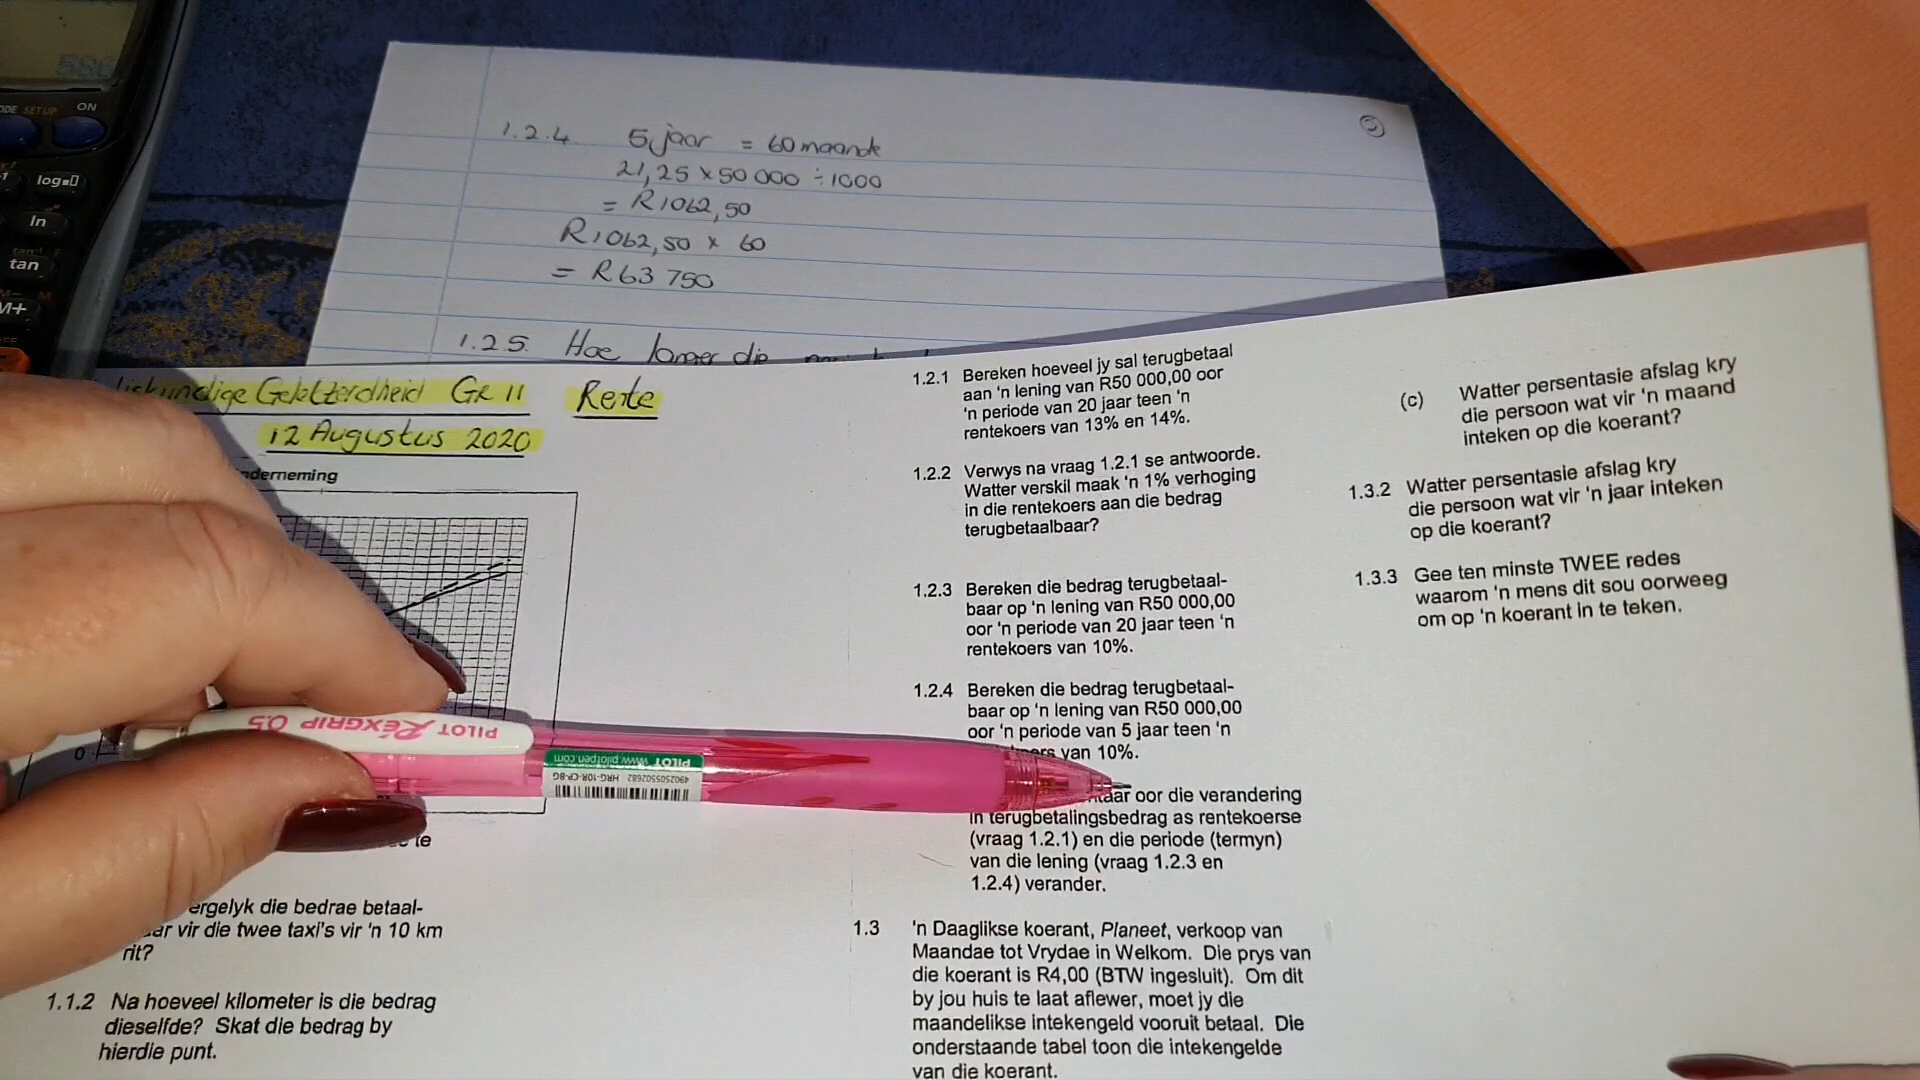 1.2.4. 5 jaar = 60 maande
21,25 × 50 000 ÷ 1000
= R1062,50
R1062,50 × 60
= R63 750
1.2.5. Hoe langer die
Geletterdheid Gr 11 Rente
12 Augustus 2020
0
1.1.2 Na hoeveel kilometer is die bedrag
dieselfde? Skat die bedrag by
hierdie punt.
die bedrae betaal-
vir die twee taxi's vir 'n 10 km
rit?
1.2.1 Bereken hoeveel jy sal terugbetaal
aan 'n lening van R50 000,00 oor
'n periode van 20 jaar teen 'n
rentekoers van 13% en 14%.
1.2.2 Verwys na vraag 1.2.1 se antwoorde.
Watter verskil maak 'n 1% verhoging
in die rentekoers aan die bedrag
terugbetaalbaar?
1.2.3 Bereken die bedrag terugbetaal-
baar op 'n lening van R50 000,00
oor 'n periode van 20 jaar teen 'n
rentekoers van 10%.
1.2.4 Bereken die bedrag terugbetaal-
baar op 'n lening van R50 000,00
oor 'n periode van 5 jaar teen 'n
van 10%.
oor die verandering
in terugbetalingsbedrag as rentekoerse
(vraag 1.2.1) en die periode (termyn)
van die lening (vraag 1.2.3 en
1.2.4) verander.
1.3 'n Daaglikse koerant, Planeet, verkoop van
Maandae tot Vrydae in Welkom. Die prys van
die koerant is R4,00 (BTW ingesluit). Om dit
by jou huis te laat aflewer, moet jy die
maandelikse intekengeld vooruit betaal. Die
onderstaande tabel toon die intekengelde
van die koerant.
(c) Watter persentasie afslag kry
die persoon wat vir 'n maand
inteken op die koerant?
1.3.2 Watter persentasie afslag kry
die persoon wat vir 'n jaar inteken
op die koerant?
1.3.3 Gee ten minste TWEE redes
waarom 'n mens dit sou oorweeg
om op 'n koerant in te teken.
PILOT RéXGRIP 0.5
PILOT www.pilotpen.com
4902505502682 HRG-10R-CP-BG
ON
log
ln
tan
M+